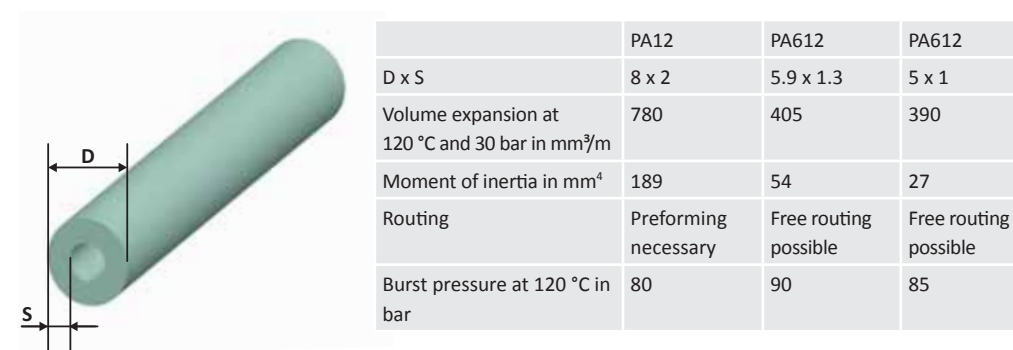 D
S
PA12 PA612 PA612
D x S 8 x 2 5.9 x 1.3 5 x 1
Volume expansion at
120 °C and 30 bar in mm³/m 780 405 390
Moment of inertia in mm⁴ 189 54 27
Routing Preforming necessary Free routing possible Free routing possible
Burst pressure at 120 °C in
bar 80 90 85